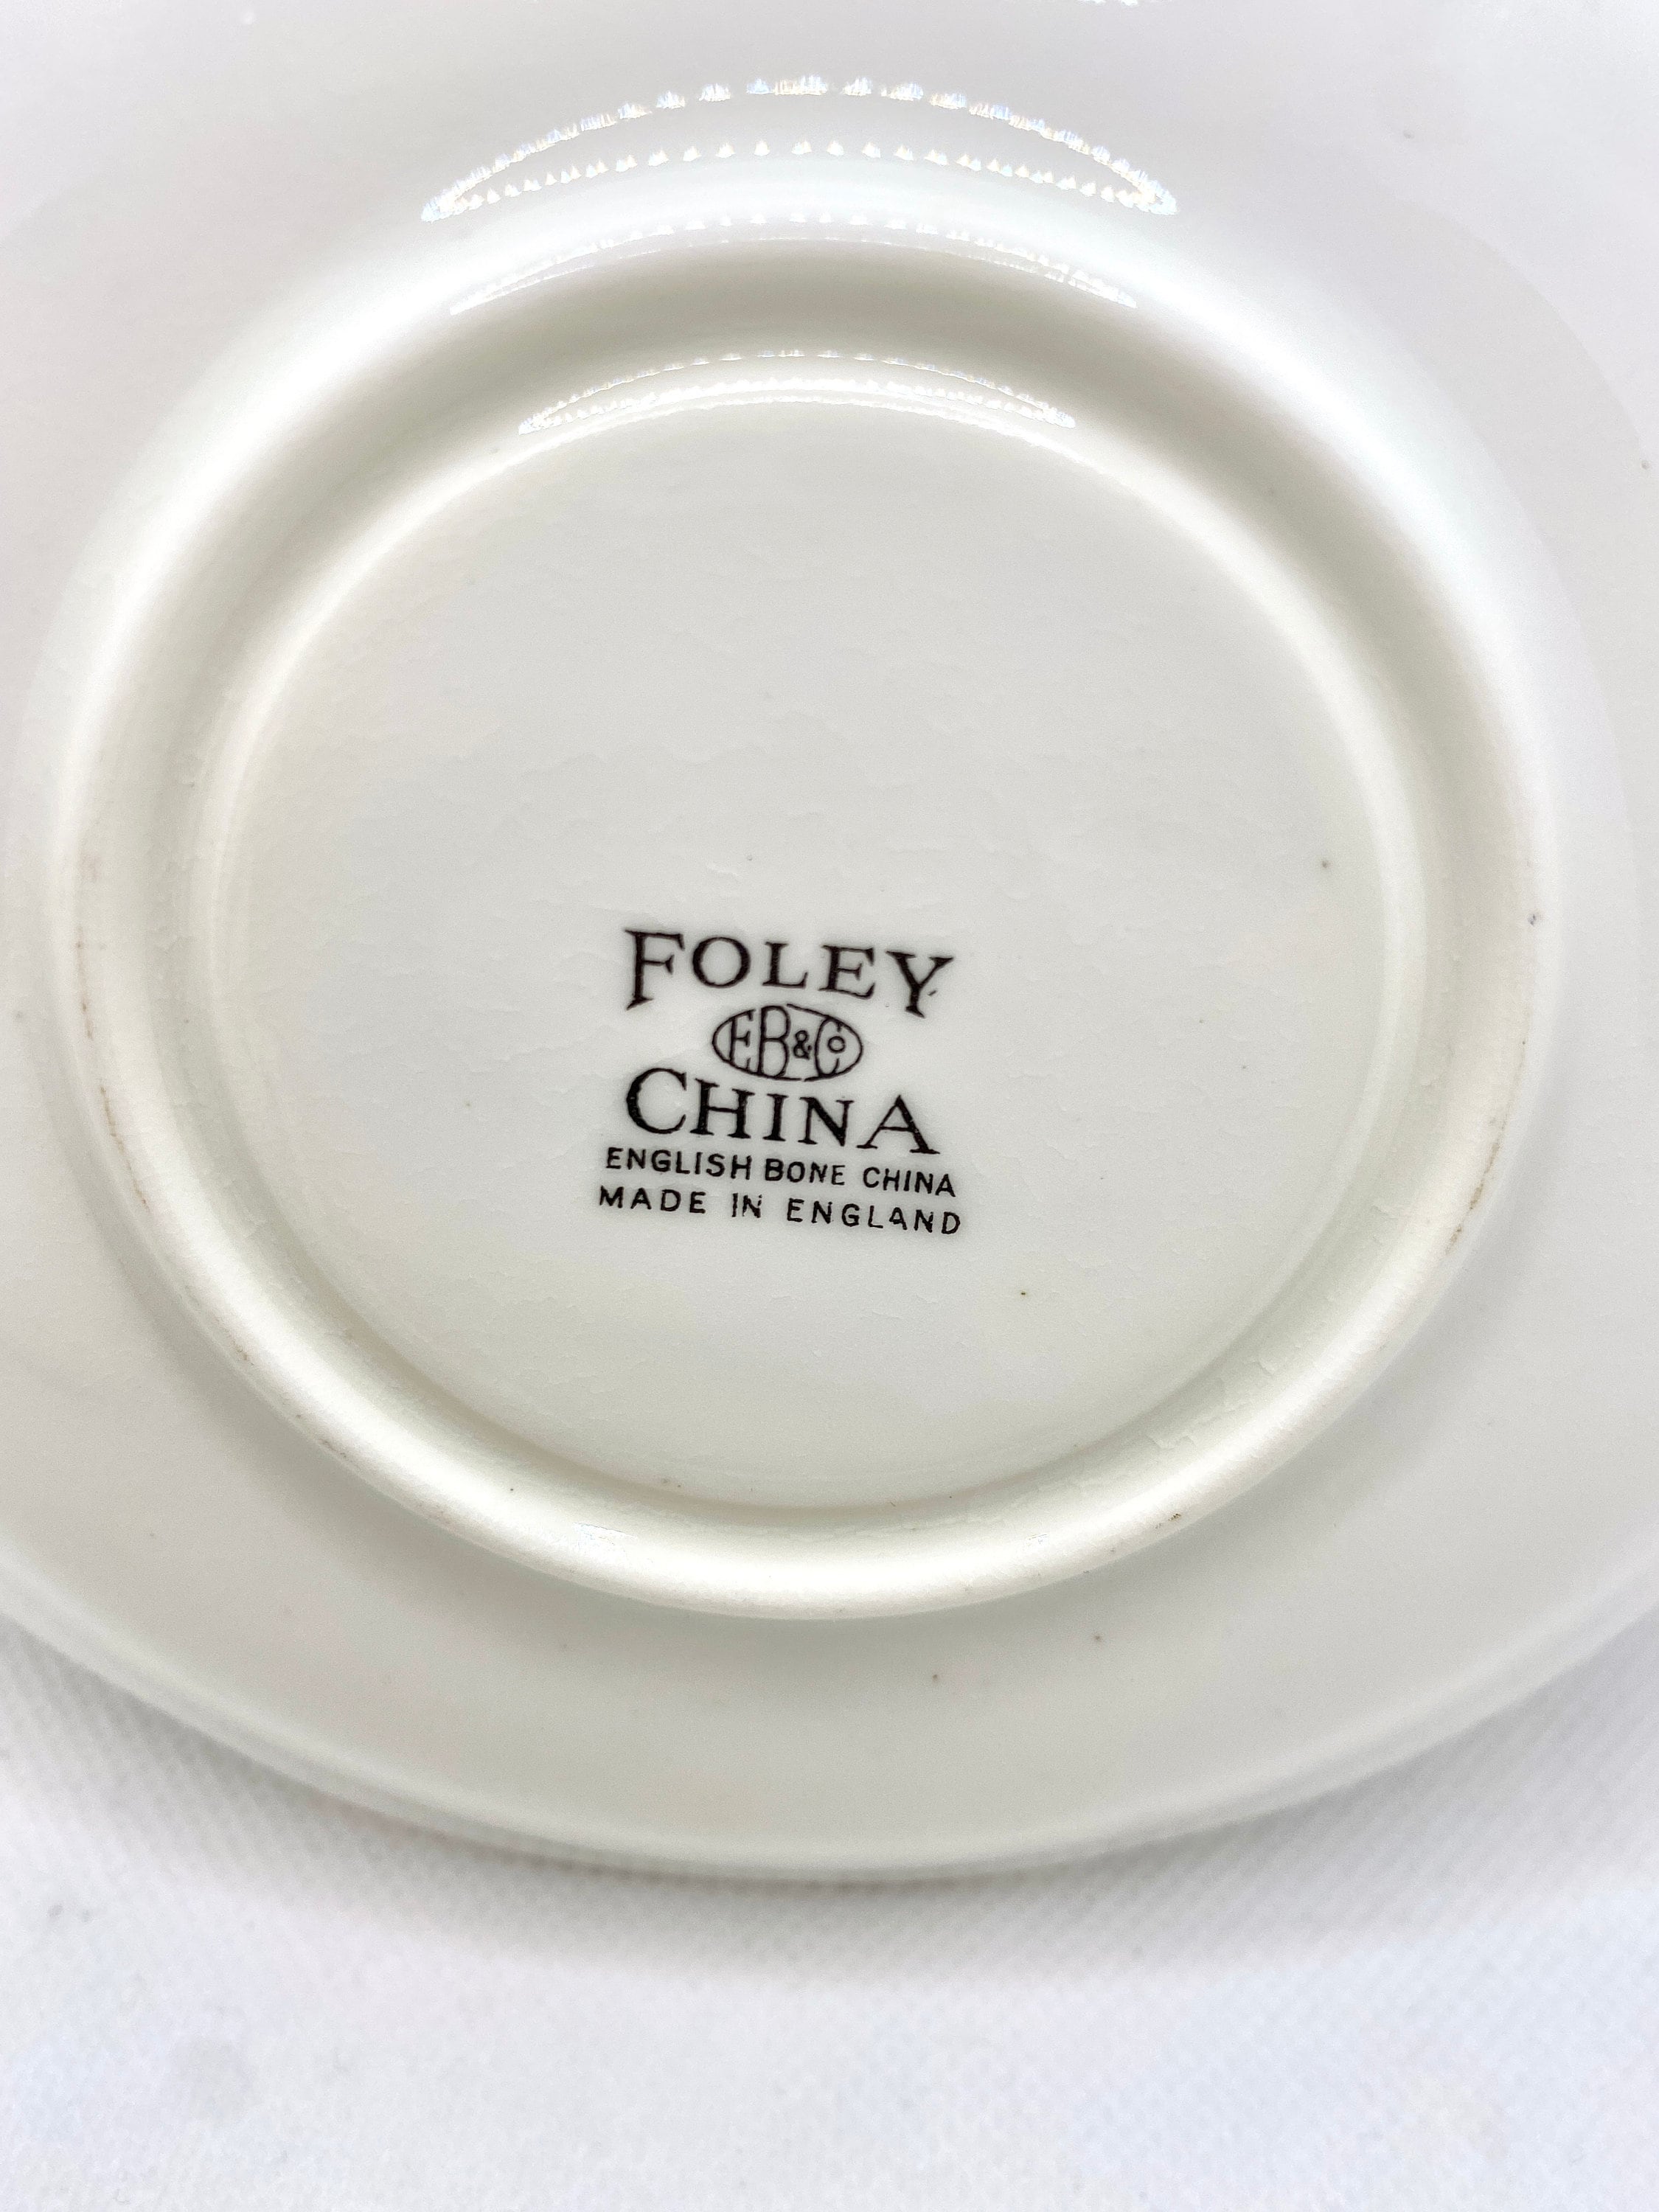 FOLEY
EB&Co
CHINA
ENGLISH BONE CHINA
MADE IN ENGLAND